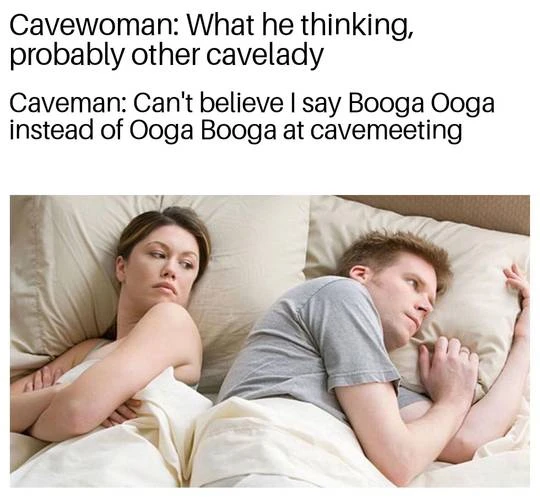 Cavewoman: What he thinking,
probably other cavelady
Caveman: Can't believe I say Booga Ooga
instead of Ooga Booga at cavemeeting